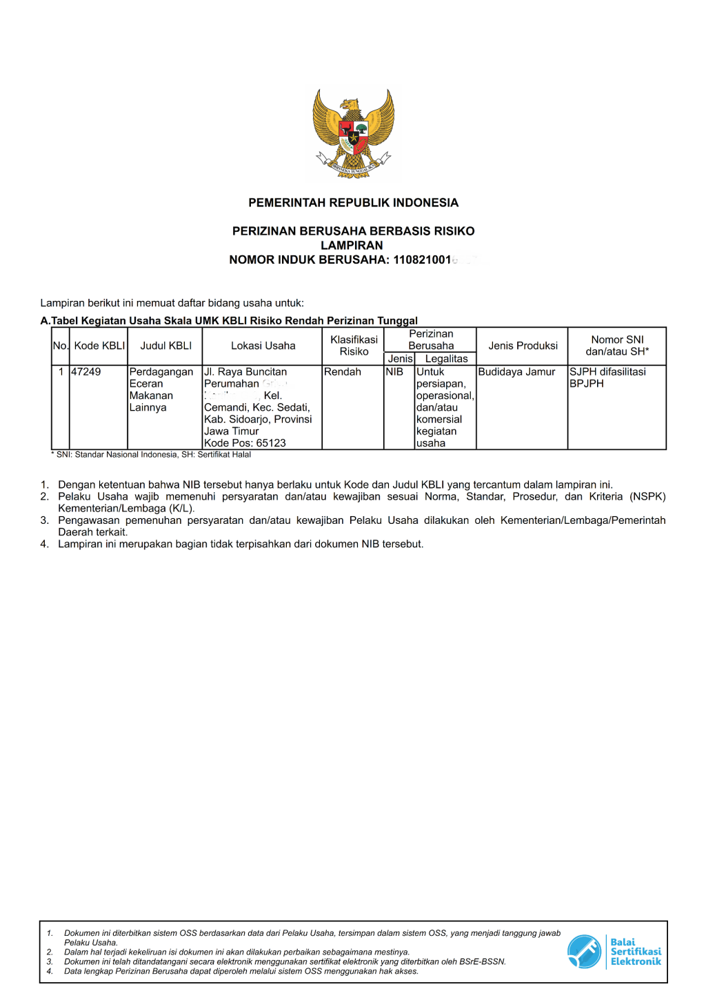 BHINNEKA TUNGGAL IKA
PEMERINTAH REPUBLIK INDONESIA
PERIZINAN BERUSAHA BERBASIS RISIKO
LAMPIRAN
NOMOR INDUK BERUSAHA: 110821001
Lampiran berikut ini memuat daftar bidang usaha untuk:
A.Tabel Kegiatan Usaha Skala UMK KBLI Risiko Rendah Perizinan Tunggal
No. Kode KBLI Judul KBLI Lokasi Usaha Klasifikasi Risiko Perizinan Berusaha Jenis Produksi Nomor SNI dan/atau SH*
Jenis Legalitas
1 47249 Perdagangan Jl. Raya Buncitan Rendah NIB Untuk Budidaya Jamur SJPH difasilitasi
Eceran Perumahan persiapan, BPJPH
Makanan Kel. operasional,
Lainnya Cemandi, Kec. Sedati, dan/atau
Kab. Sidoarjo, Provinsi komersial
Jawa Timur kegiatan
Kode Pos: 65123 usaha
* SNI: Standar Nasional Indonesia, SH: Sertifikat Halal
1. Dengan ketentuan bahwa NIB tersebut hanya berlaku untuk Kode dan Judul KBLI yang tercantum dalam lampiran ini.
2. Pelaku Usaha wajib memenuhi persyaratan dan/atau kewajiban sesuai Norma, Standar, Prosedur, dan Kriteria (NSPK)
Kementerian/Lembaga (K/L).
3. Pengawasan pemenuhan persyaratan dan/atau kewajiban Pelaku Usaha dilakukan oleh Kementerian/Lembaga/Pemerintah
Daerah terkait.
4. Lampiran ini merupakan bagian tidak terpisahkan dari dokumen NIB tersebut.
1. Dokumen ini diterbitkan sistem OSS berdasarkan data dari Pelaku Usaha, tersimpan dalam sistem OSS, yang menjadi tanggung jawab
Pelaku Usaha.
2. Dalam hal terjadi kekeliruan isi dokumen ini akan dilakukan perbaikan sebagaimana mestinya.
3. Dokumen ini telah ditandatangani secara elektronik menggunakan sertifikat elektronik yang diterbitkan oleh BSrE-BSSN.
4. Data lengkap Perizinan Berusaha dapat diperoleh melalui sistem OSS menggunakan hak akses.
Balai
Sertifikasi
Elektronik